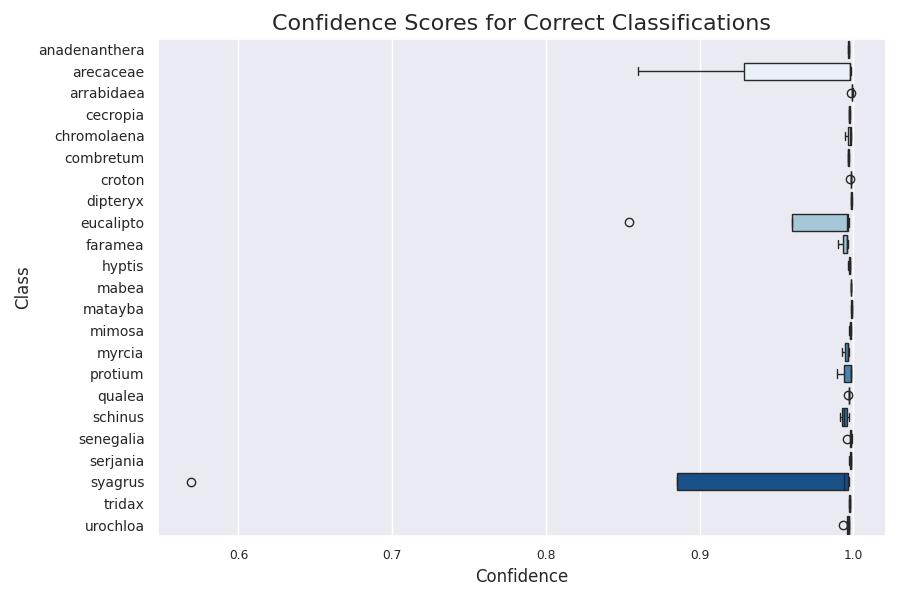 Confidence Scores for Correct Classifications
anadenanthera
arecaceae
arrabidaea
cecropia
chromolaena
combretum
croton
dipteryx
eucalipto
faramea
hyptis
mabea
matayba
mimosa
myrcia
protium
qualea
schinus
senegalia
serjania
syagrus
tridax
urochloa
Class
0.6 0.7 0.8 0.9 1.0
Confidence